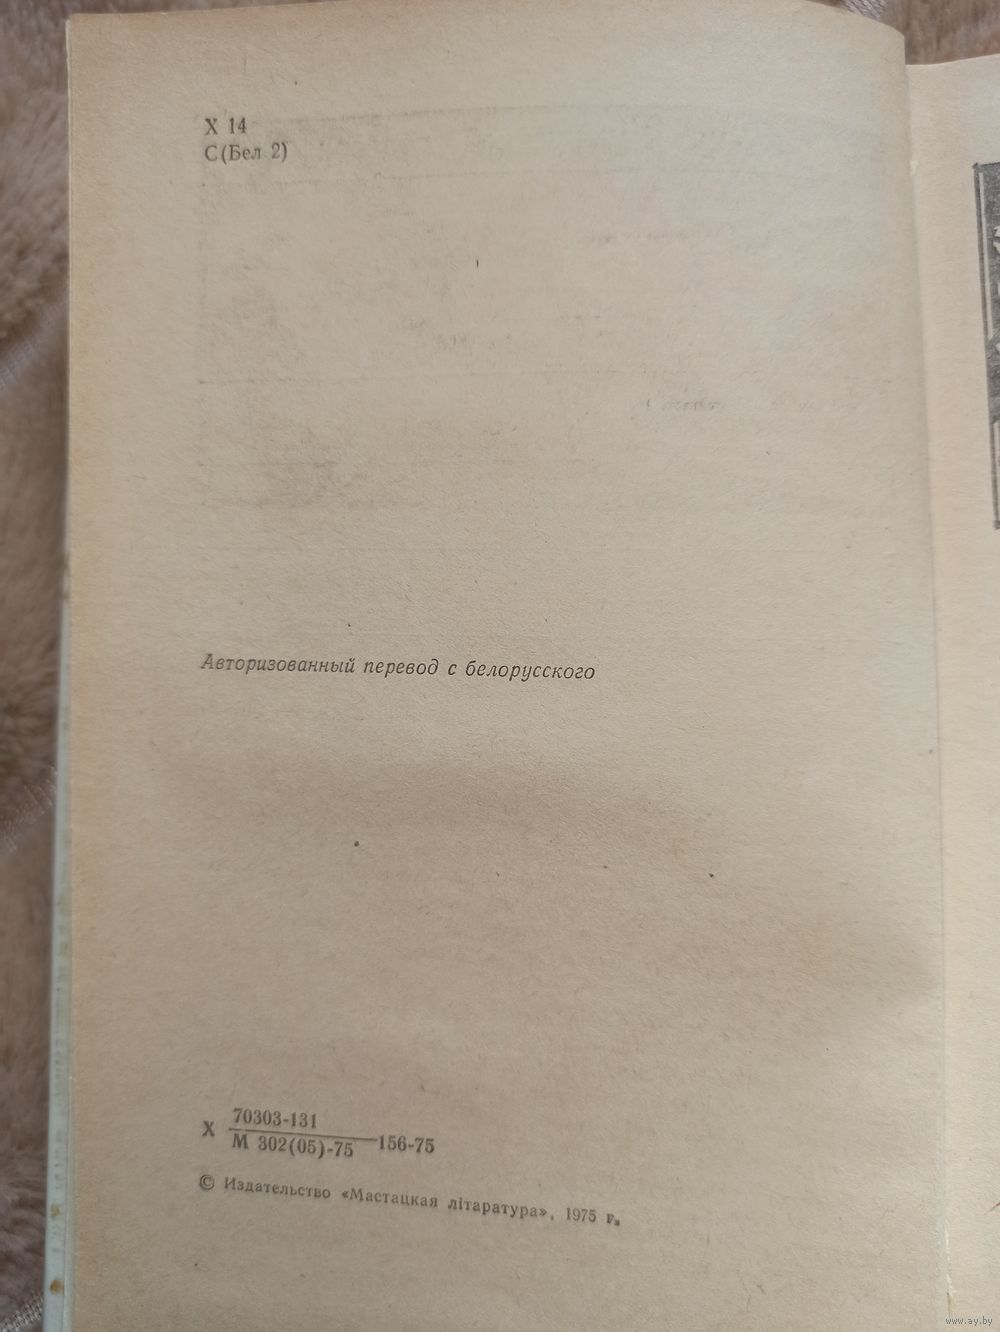 Х 14
С(Бел 2)
Авторизованный перевод с белорусского
Х 70303-131
М 302(05)-75 156-75
© Издательство «Мастацкая літаратура», 1975 г.
www.ay.by